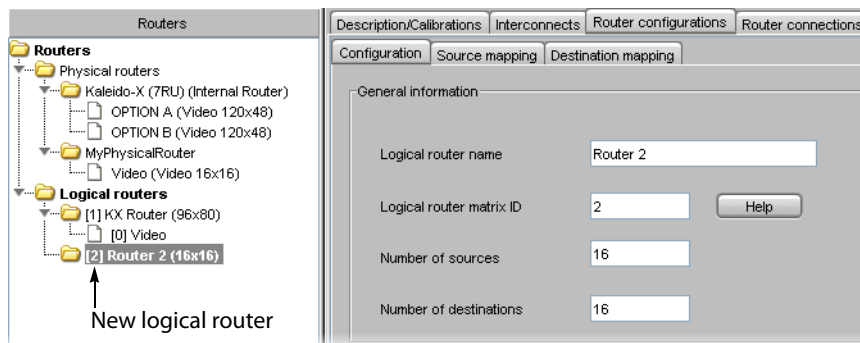 Routers
Routers
Physical routers
Kaleido-X (7RU) (Internal Router)
OPTION A (Video 120x48)
OPTION B (Video 120x48)
MyPhysicalRouter
Video (Video 16x16)
Logical routers
[1] KX Router (96x80)
[0] Video
[2] Router 2 (16x16)
New logical router
Description/Calibrations Interconnects Router configurations Router connections
Configuration Source mapping Destination mapping
General information
Logical router name Router 2
Logical router matrix ID 2 Help
Number of sources 16
Number of destinations 16